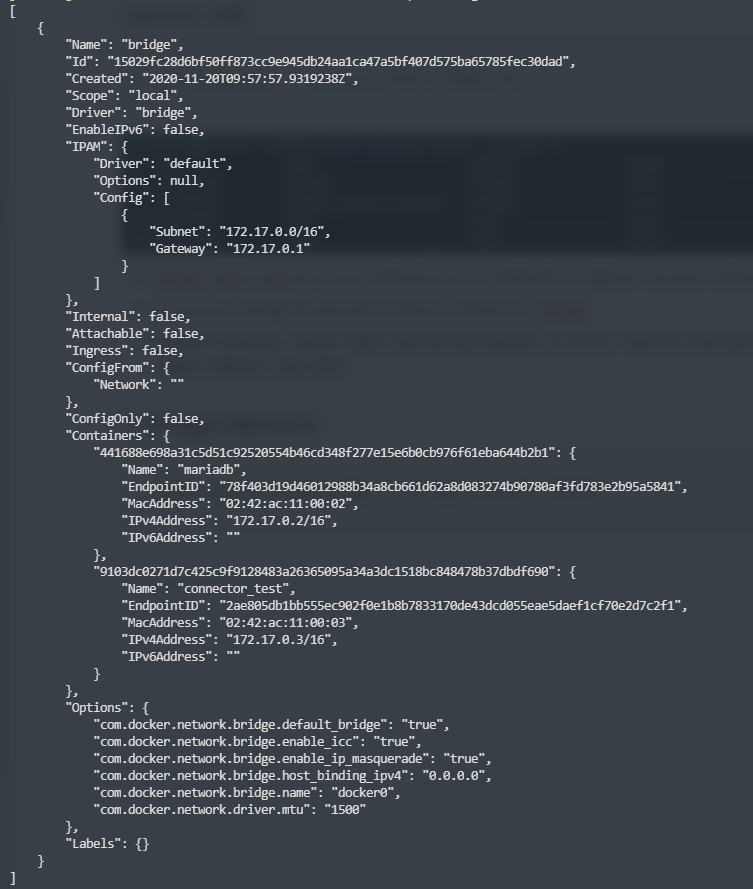 [
    {
        "Name": "bridge",
        "Id": "15029fc28d6bf50ff873cc9e945db24aa1ca47a5bf407d575ba65785fec30dad",
        "Created": "2020-11-20T09:57:57.9319238Z",
        "Scope": "local",
        "Driver": "bridge",
        "EnableIPv6": false,
        "IPAM": {
            "Driver": "default",
            "Options": null,
            "Config": [
                {
                    "Subnet": "172.17.0.0/16",
                    "Gateway": "172.17.0.1"
                }
            ]
        },
        "Internal": false,
        "Attachable": false,
        "Ingress": false,
        "ConfigFrom": {
            "Network": ""
        },
        "ConfigOnly": false,
        "Containers": {
            "441688e698a31c5d51c92520554b46cd348f277e15e6b0cb976f61eba644b2b1": {
                "Name": "mariadb",
                "EndpointID": "78f403d19d46012988b34a8cb661d62a8d083274b90780af3fd783e2b95a5841",
                "MacAddress": "02:42:ac:11:00:02",
                "IPv4Address": "172.17.0.2/16",
                "IPv6Address": ""
            },
            "9103dc0271d7c425c9f9128483a26365095a34a3dc1518bc848478b37dbdf690": {
                "Name": "connector_test",
                "EndpointID": "2ae805db1bb555ec902f0e1b8b7833170de43dcd055eae5daef1cf70e2d7c2f1",
                "MacAddress": "02:42:ac:11:00:03",
                "IPv4Address": "172.17.0.3/16",
                "IPv6Address": ""
            }
        },
        "Options": {
            "com.docker.network.bridge.default_bridge": "true",
            "com.docker.network.bridge.enable_icc": "true",
            "com.docker.network.bridge.enable_ip_masquerade": "true",
            "com.docker.network.bridge.host_binding_ipv4": "0.0.0.0",
            "com.docker.network.bridge.name": "docker0",
            "com.docker.network.driver.mtu": "1500"
        },
        "Labels": {}
    }
]